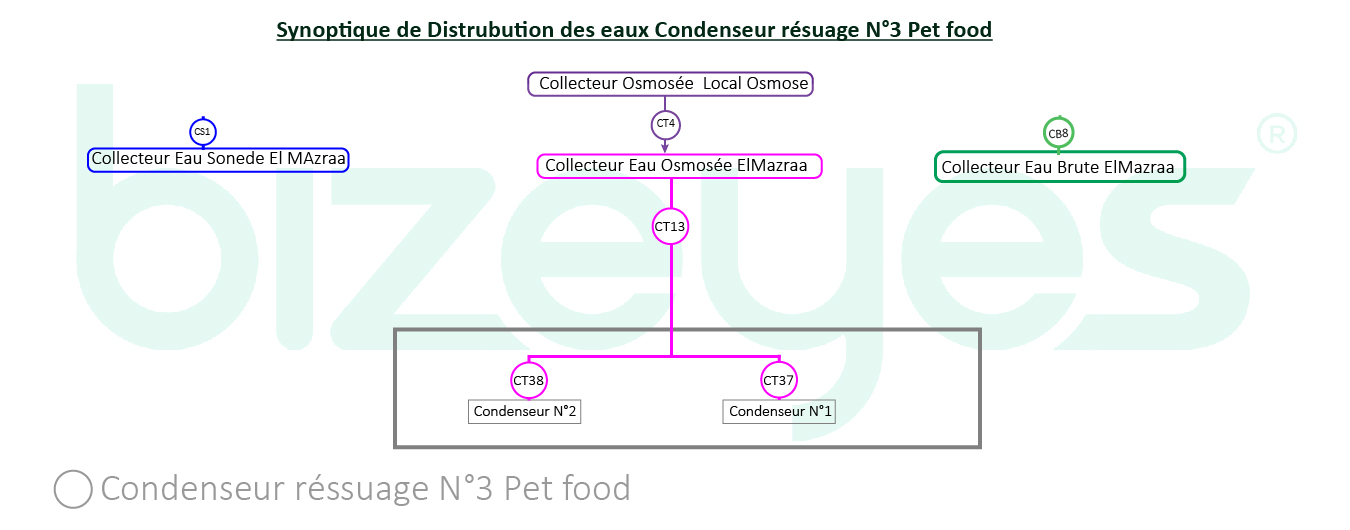 Synoptique de Distrubution des eaux Condenseur résuage N°3 Pet food
Collecteur Osmosée Local Osmose
CS1
CT4
CB8
Collecteur Eau Sonede El MAzraa
Collecteur Eau Osmosée ElMazraa
Collecteur Eau Brute ElMazraa
bizeyes®
CT13
CT38
CT37
Condenseur N°2
Condenseur N°1
Condenseur réssuage N°3 Pet food